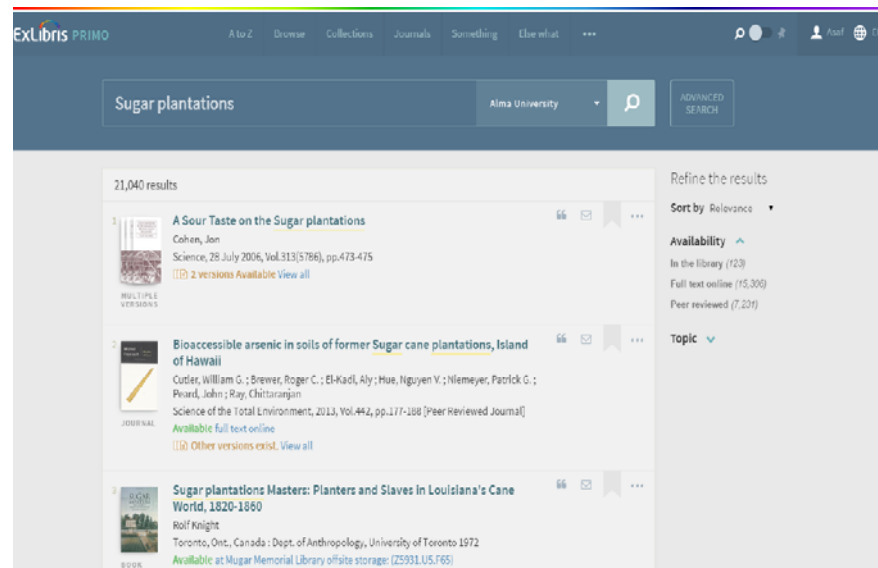 ExLibris PRIMO
A to Z Browse Collections Journals Something Else what ••• Asaf
Sugar plantations Alma University ADVANCED
SEARCH
21,040 results
Refine the results
Sort by Relevance
Availability
In the library (123)
Full text online (15,306)
Peer reviewed (7,231)
Topic
1
A Sour Taste on the Sugar plantations
Cohen, Jon
Science, 28 July 2006, Vol.313(5786), pp.473-475
2 versions Available View all
MULTIPLE
VERSIONS
2
Bioaccessible arsenic in soils of former Sugar cane plantations, Island
of Hawaii
Cutler, William G. ; Brewer, Roger C. ; El-Kadi, Aly ; Hue, Nguyen V. ; Niemeyer, Patrick G. ;
Peard, John ; Ray, Chittaranjan
Science of the Total Environment, 2013, Vol.442, pp.177-188 [Peer Reviewed Journal]
Available full text online
Other versions exist. View all
JOURNAL
3
Sugar plantations Masters: Planters and Slaves in Louisiana's Cane
World, 1820-1860
Rolf Knight
Toronto, Ont., Canada : Dept. of Anthropology, University of Toronto 1972
Available at Mugar Memorial Library offsite storage: (Z5931.U5.F65)
BOOK